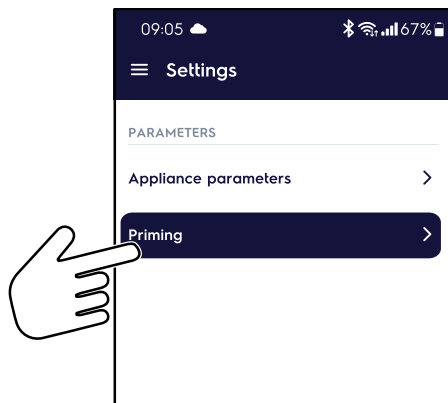 09:05 67%
Settings
PARAMETERS
Appliance parameters
Priming